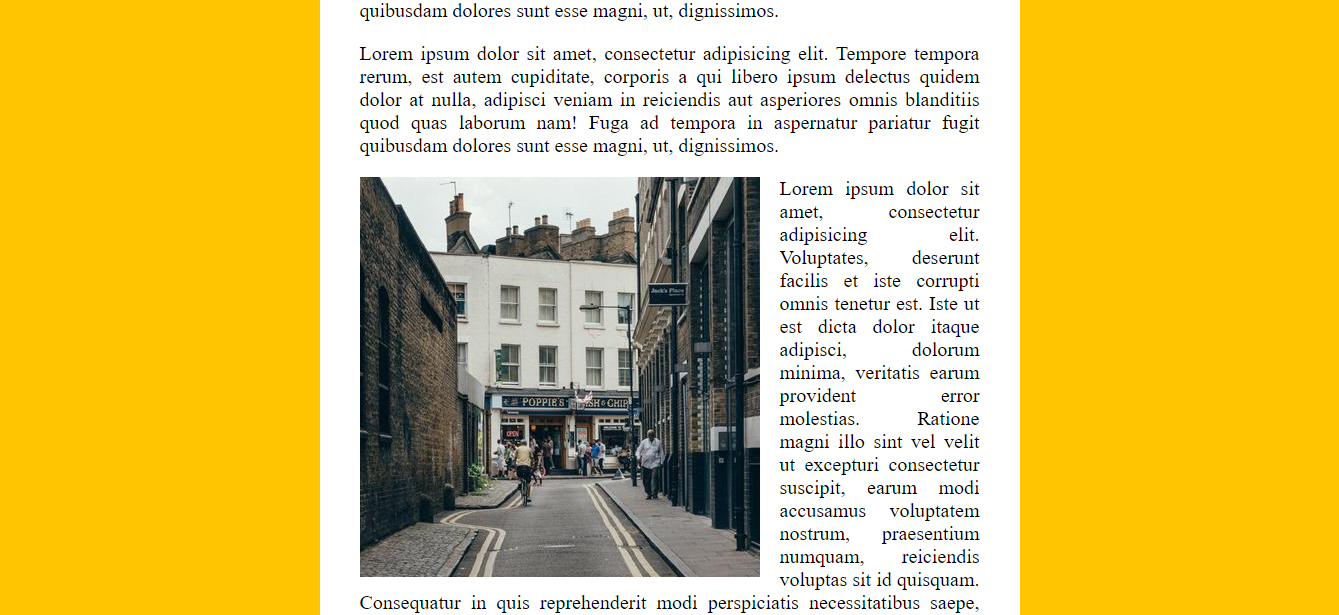 quibusdam dolores sunt esse magni, ut, dignissimos.
Lorem ipsum dolor sit amet, consectetur adipisicing elit. Tempore tempora
rerum, est autem cupiditate, corporis a qui libero ipsum delectus quidem
dolor at nulla, adipisci veniam in reiciendis aut asperiores omnis blanditiis
quod quas laborum nam! Fuga ad tempora in aspernatur pariatur fugit
quibusdam dolores sunt esse magni, ut, dignissimos.
Jack's Place
POPPIE'S FISH & CHIPS
OPEN
Lorem ipsum dolor sit
amet, consectetur
adipisicing elit.
Voluptates, deserunt
facilis et iste corrupti
omnis tenetur est. Iste ut
est dicta dolor itaque
adipisci, dolorum
minima, veritatis earum
provident error
molestias. Ratione
magni illo sint vel velit
ut excepturi consectetur
suscipit, earum modi
accusamus voluptatem
nostrum, praesentium
numquam, reiciendis
voluptas sit id quisquam.
Consequatur in quis reprehenderit modi perspiciatis necessitatibus saepe,